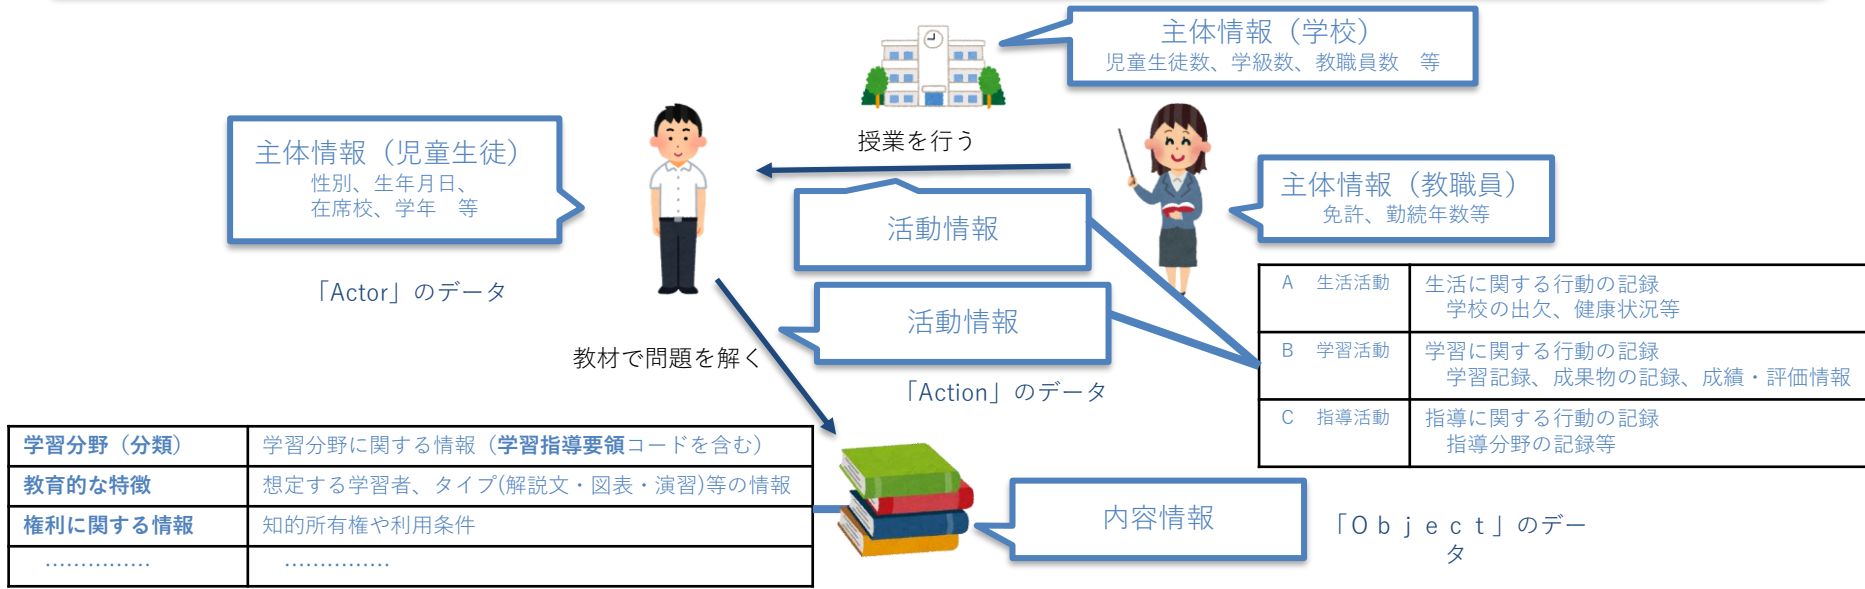 主体情報（学校）
児童生徒数、学級数、教職員数　等
授業を行う
主体情報（児童生徒）
性別、生年月日、
在席校、学年　等
主体情報（教職員）
免許、勤続年数等
活動情報
「Actor」のデータ
活動情報
教材で問題を解く
「Action」のデータ
A　生活活動　生活に関する行動の記録
学校の出欠、健康状況等
B　学習活動　学習に関する行動の記録
学習記録、成果物の記録、成績・評価情報
C　指導活動　指導に関する行動の記録
指導分野の記録等
学習分野（分類）　学習分野に関する情報（学習指導要領コードを含む）
教育的な特徴　想定する学習者、タイプ(解説文・図表・演習)等の情報
権利に関する情報　知的所有権や利用条件
……………　……………
内容情報
「Ｏｂｊｅｃｔ」のデー
タ